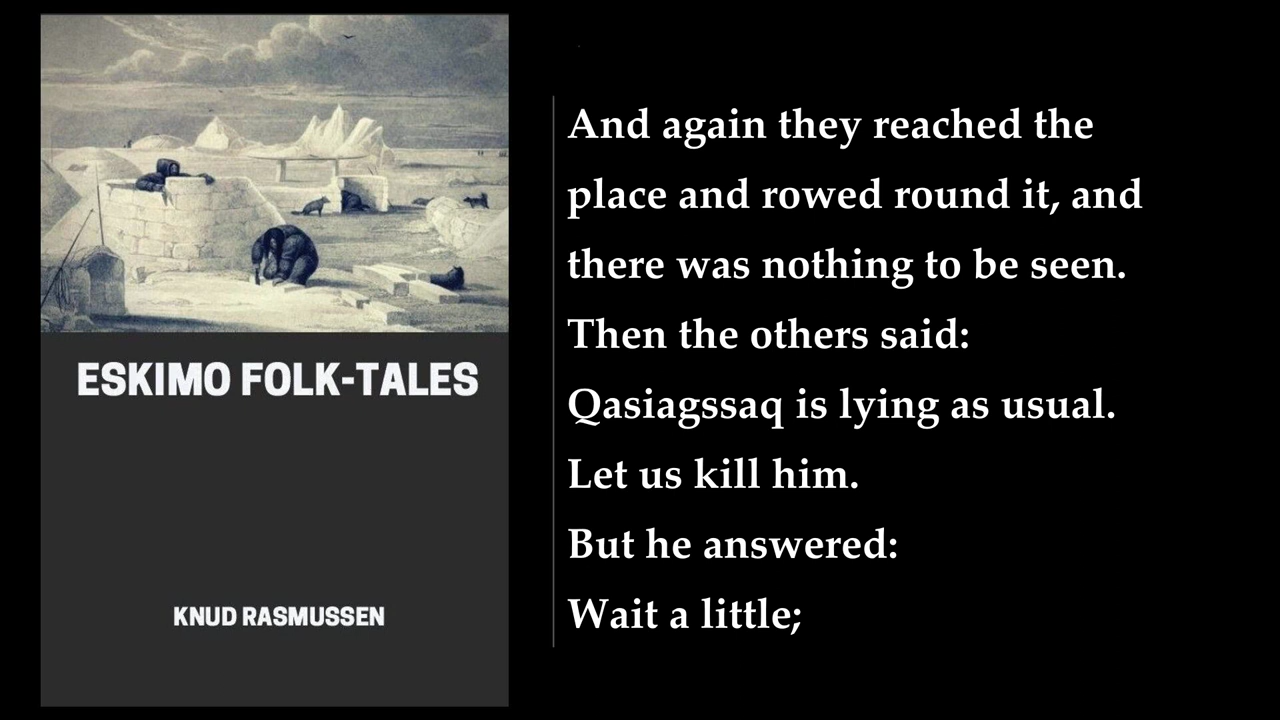 ESKIMO FOLK-TALES
KNUD RASMUSSEN
And again they reached the
place and rowed round it, and
there was nothing to be seen.
Then the others said:
Qasiagssaq is lying as usual.
Let us kill him.
But he answered:
Wait a little;